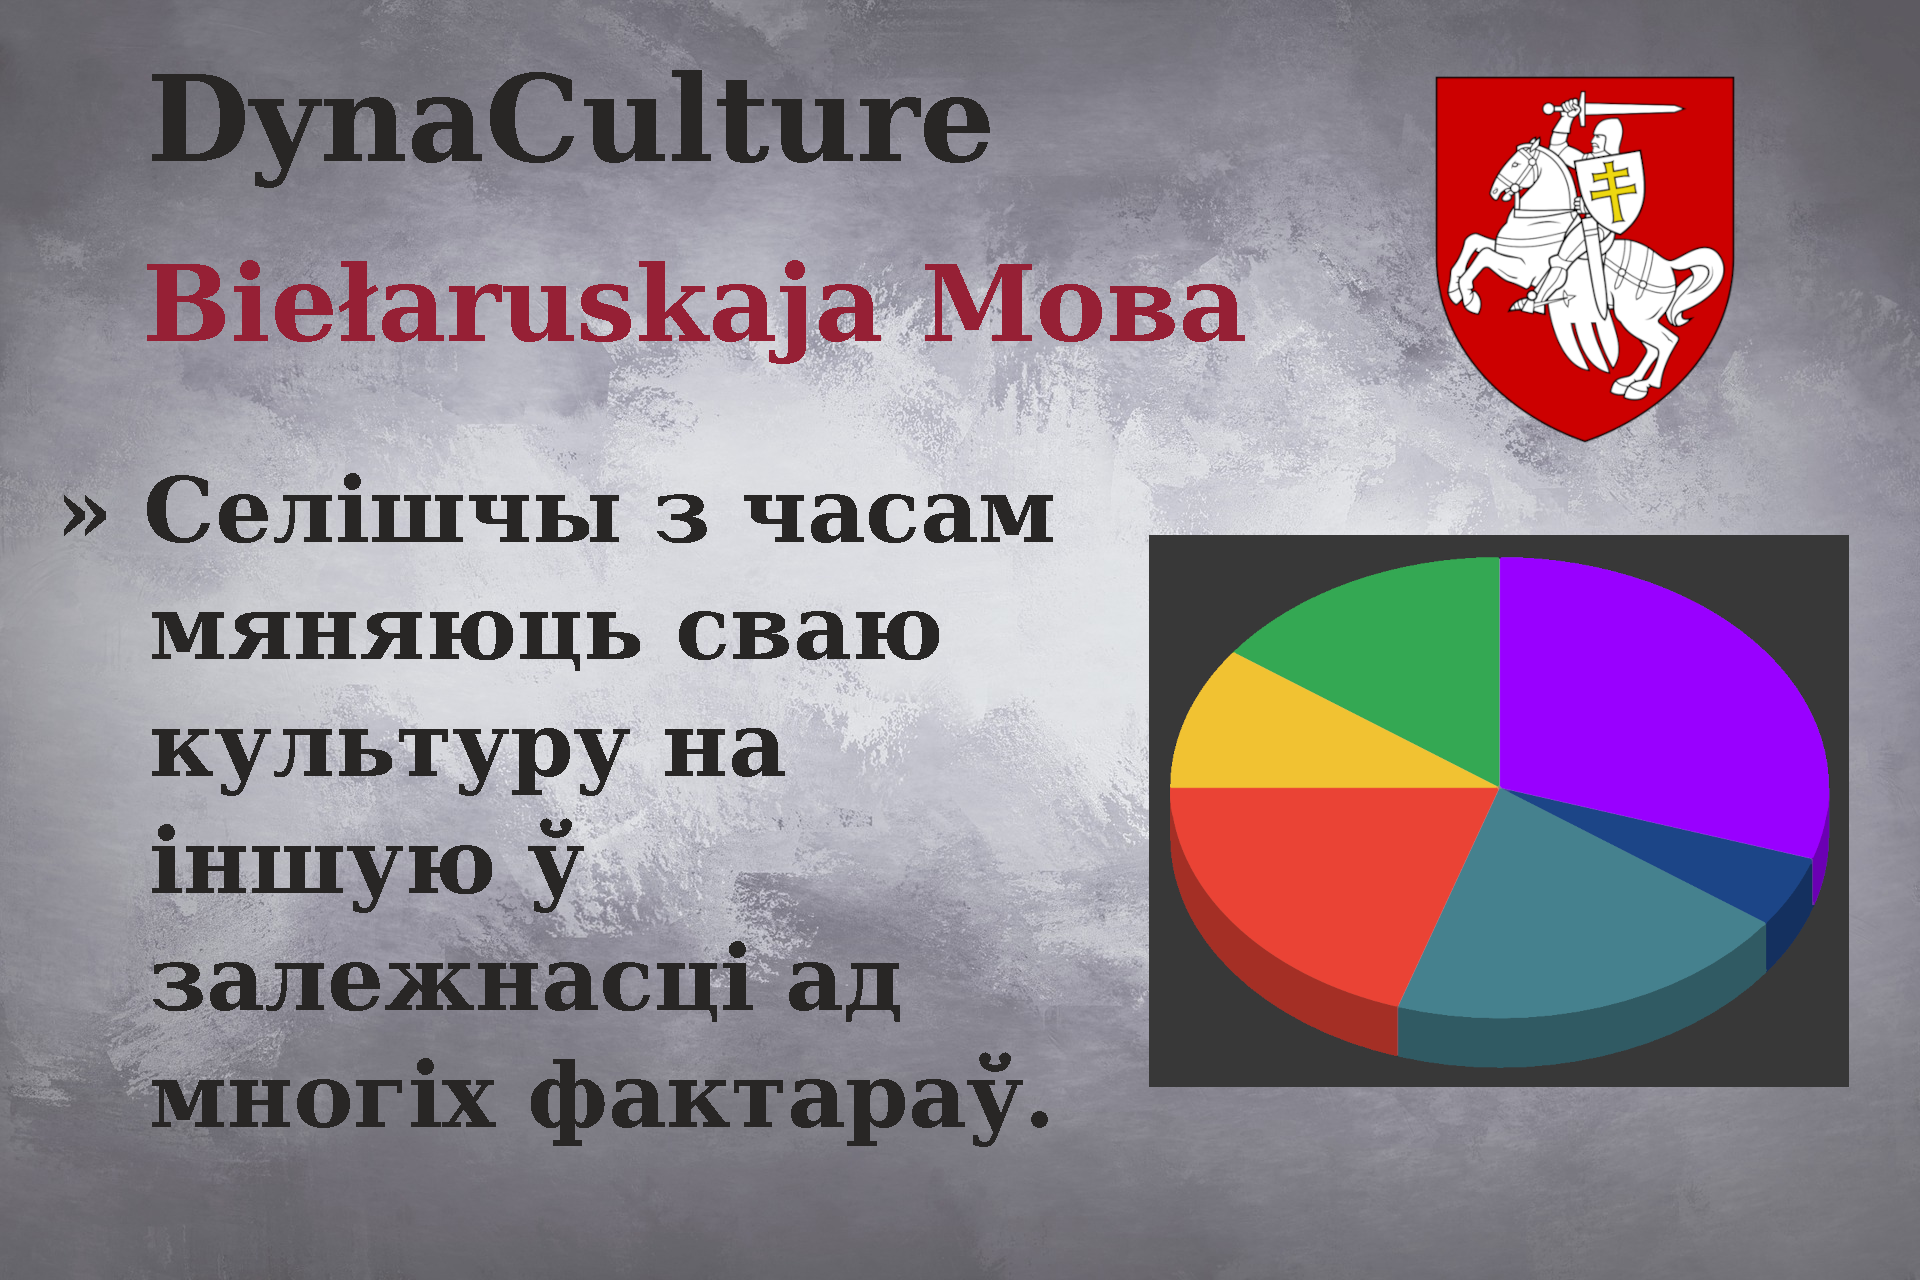 DynaCulture
Biełaruskaja Мова
» Селішчы з часам
мяняюць сваю
культуру на
іншую ў
залежнасці ад
многіх фактараў.